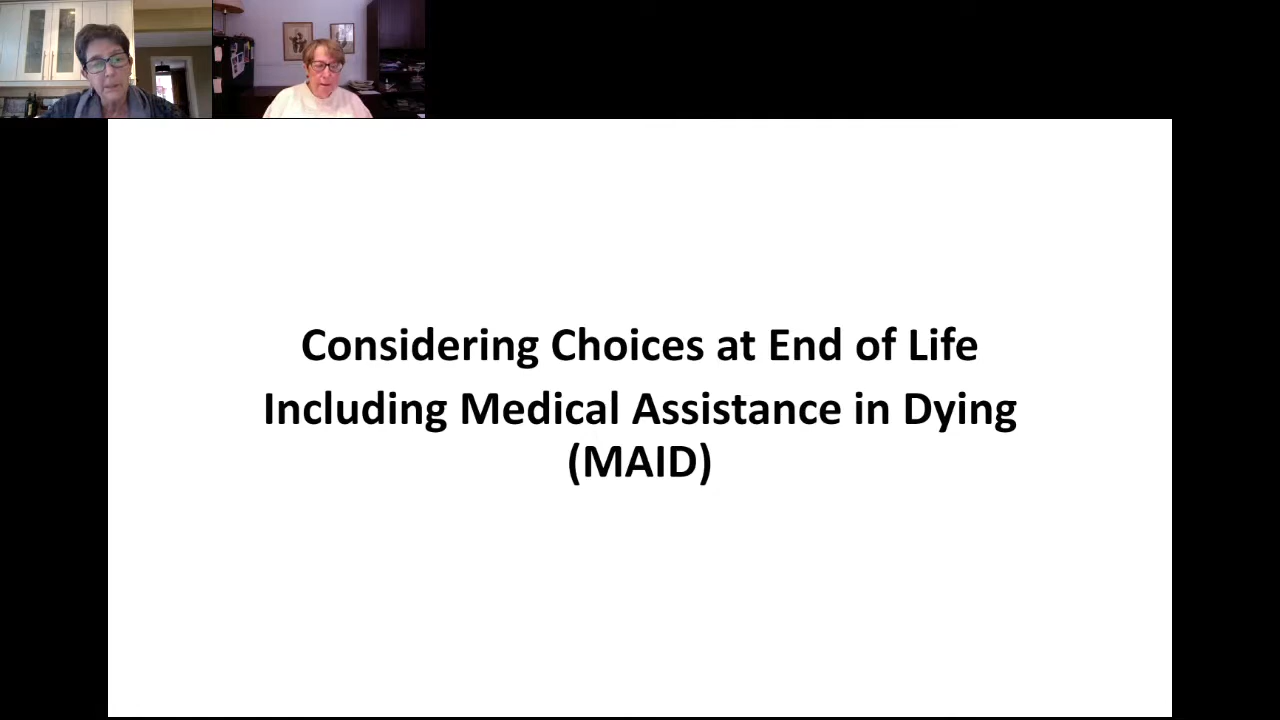 Considering Choices at End of Life
Including Medical Assistance in Dying
(MAID)